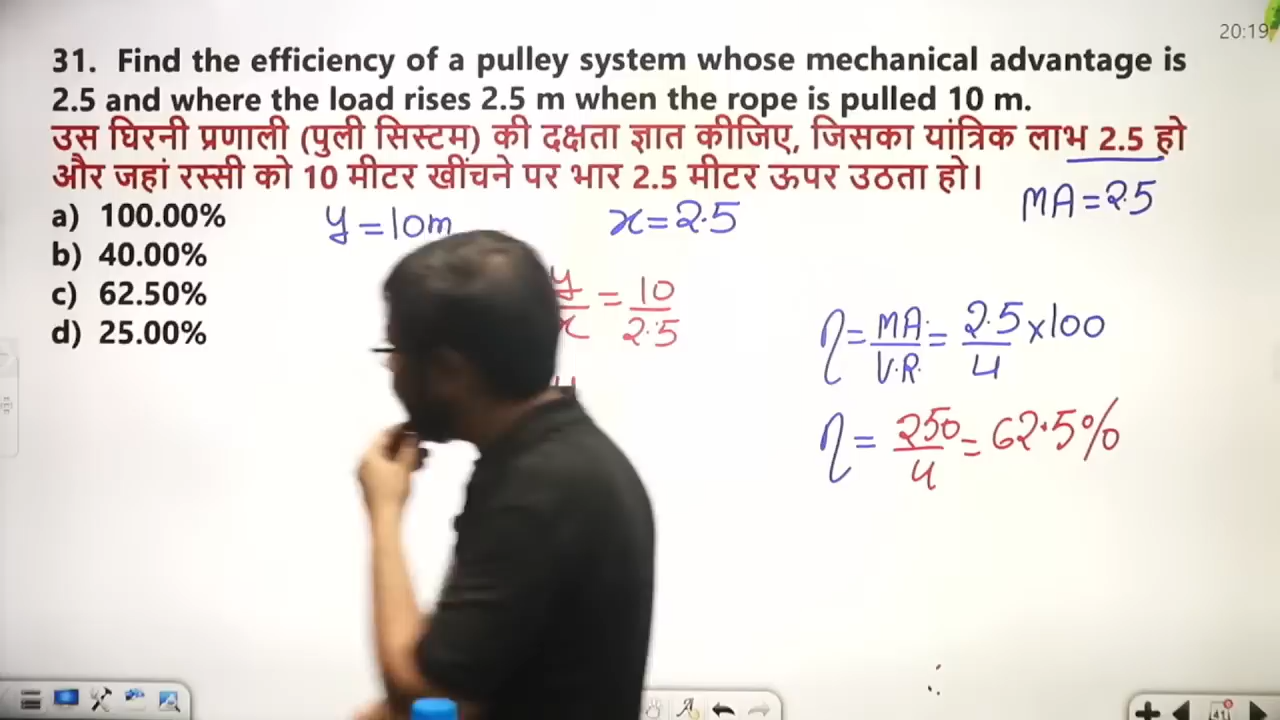 20:19
31. Find the efficiency of a pulley system whose mechanical advantage is
2.5 and where the load rises 2.5 m when the rope is pulled 10 m.
उस घिरनी प्रणाली (पुली सिस्टम) की दक्षता ज्ञात कीजिए, जिसका यांत्रिक लाभ 2.5 हो
और जहां रस्सी को 10 मीटर खींचने पर भार 2.5 मीटर ऊपर उठता हो।
MA=2.5
a) 100.00%
b) 40.00%
c) 62.50%
d) 25.00%
y=10m
x=2.5
y/x = 10/2.5
η = MA/V.R. = 2.5/4 x100
η = 250/4 = 62.5%
41